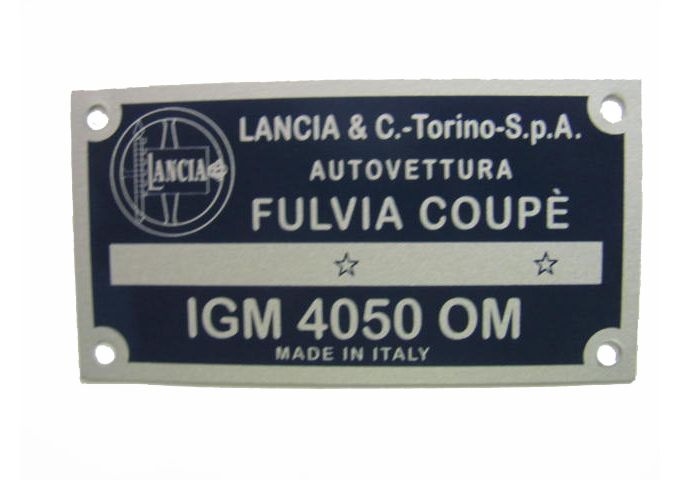 LANCIA
LANCIA & C.-Torino-S.p.A.
AUTOVETTURA
FULVIA COUPÈ
☆ ☆
IGM 4050 OM
MADE IN ITALY